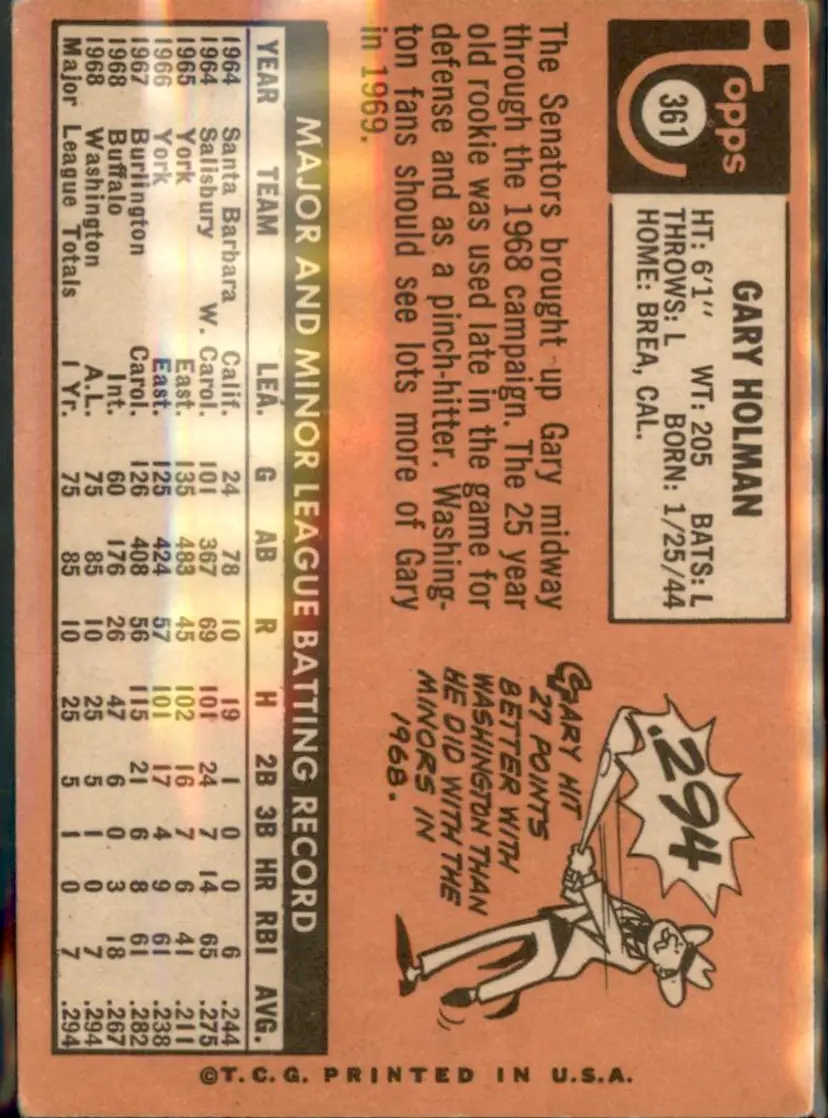 Topps
361
GARY HOLMAN
HT: 6'1" WT: 205 BATS: L
THROWS: L BORN: 1/25/44
HOME: BREA, CAL.
The Senators brought up Gary midway
through the 1968 campaign. The 25 year
old rookie was used late in the game for
defense and as a pinch-hitter. Washing-
ton fans should see lots more of Gary
in 1969.
.294
GARY HIT
27 POINTS
BETTER WITH
WASHINGTON THAN
HE DID WITH THE
MINORS IN
1968.
MAJOR AND MINOR LEAGUE BATTING RECORD
YEAR TEAM LEA. G AB R H 2B 3B HR RBI AVG.
1964 Santa Barbara Calif. 24 78 10 19 1 0 0 6 .244
1964 Salisbury W. Carol. 101 367 69 101 24 7 14 65 .275
1965 York East. 135 483 45 102 16 7 6 41 .211
1966 York East. 125 424 57 101 17 4 9 61 .238
1967 Burlington Carol. 126 408 56 115 21 6 8 61 .282
1968 Buffalo Int. 60 176 26 47 6 0 3 18 .267
1968 Washington A.L. 75 85 10 25 5 1 0 7 .294
Major League Totals 1 Yr. 75 85 10 25 5 1 0 7 .294
©T.C.G. PRINTED IN U.S.A.